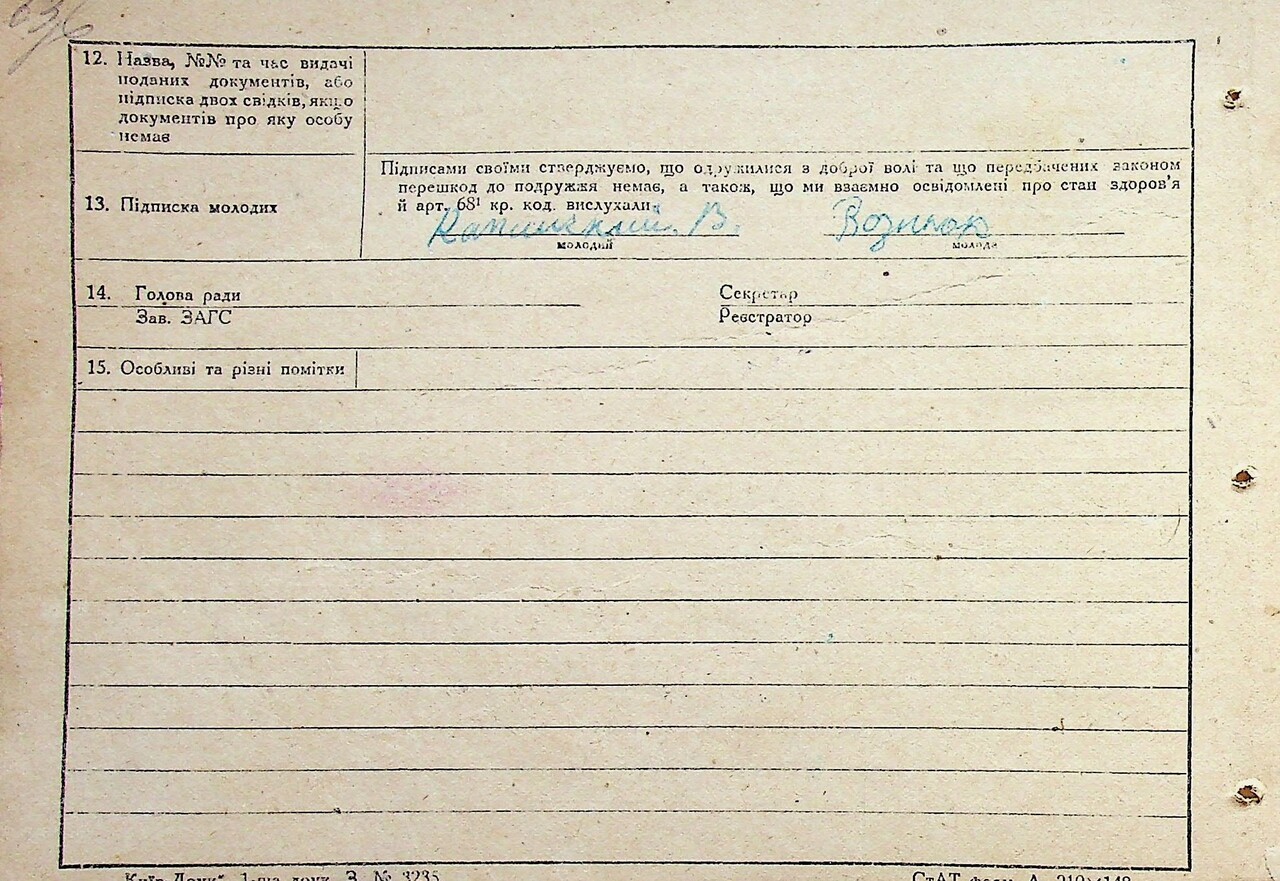 12. Назва, №№ та час видачі
поданих документів, або
підписка двох свідків, якщо
документів про яку особу
немає
13. Підписка молодих
Підписами своїми стверджуємо, що одружилися з доброї волі та що передбачених законом
перешкод до подружжя немає, а також, що ми взаємно освідомлені про стан здоров'я
й арт. 68¹ кр. код. вислухали.
В. Возняк
молодий молода
14. Голова ради Секретар
Зав. ЗАГС Реєстратор
15. Особливі та різні помітки
З. № 3235